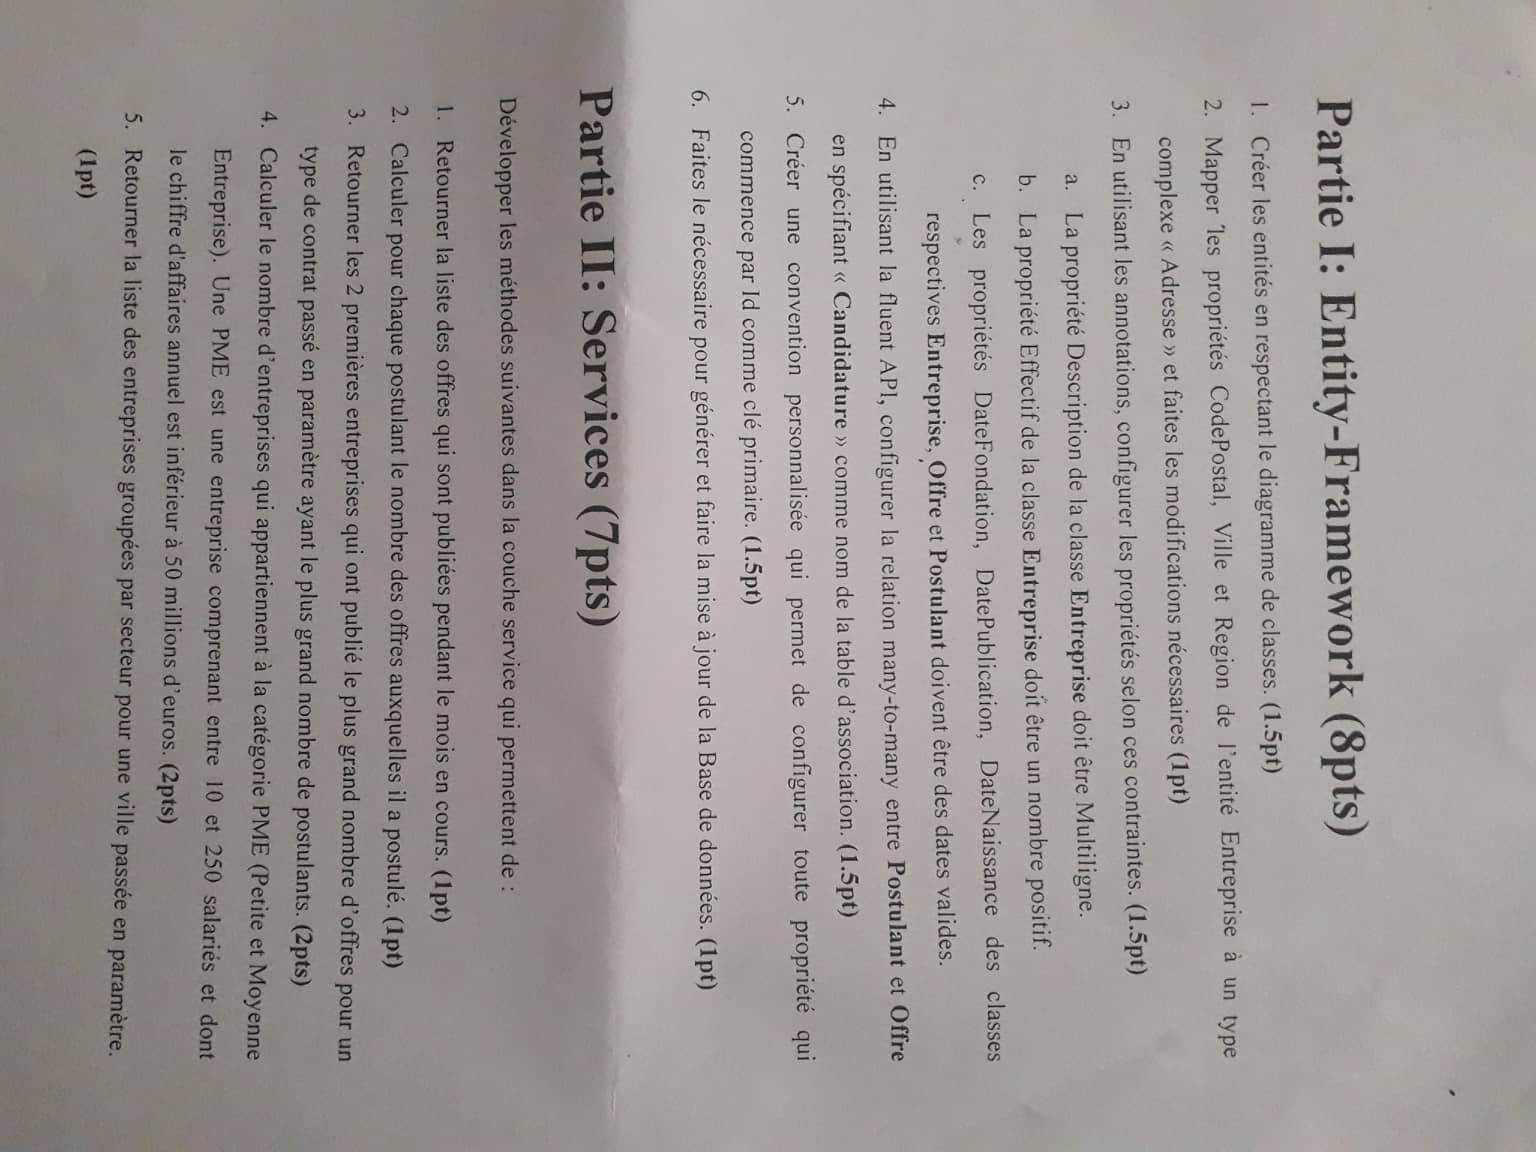 Partie I: Entity-Framework (8pts)
1. Créer les entités en respectant le diagramme de classes. (1.5pt)
2. Mapper les propriétés CodePostal, Ville et Region de l'entité Entreprise à un type
complexe « Adresse » et faites les modifications nécessaires (1pt)
3. En utilisant les annotations, configurer les propriétés selon ces contraintes. (1.5pt)
a. La propriété Description de la classe Entreprise doit être Multiligne.
b. La propriété Effectif de la classe Entreprise doit être un nombre positif.
c. Les propriétés DateFondation, DatePublication, DateNaissance des classes
respectives Entreprise, Offre et Postulant doivent être des dates valides.
4. En utilisant la fluent API, configurer la relation many-to-many entre Postulant et Offre
en spécifiant « Candidature » comme nom de la table d'association. (1.5pt)
5. Créer une convention personnalisée qui permet de configurer toute propriété qui
commence par Id comme clé primaire. (1.5pt)
6. Faites le nécessaire pour générer et faire la mise à jour de la Base de données. (1pt)
Partie II: Services (7pts)
Développer les méthodes suivantes dans la couche service qui permettent de :
1. Retourner la liste des offres qui sont publiées pendant le mois en cours. (1pt)
2. Calculer pour chaque postulant le nombre des offres auxquelles il a postulé. (1pt)
3. Retourner les 2 premières entreprises qui ont publié le plus grand nombre d'offres pour un
type de contrat passé en paramètre ayant le plus grand nombre de postulants. (2pts)
4. Calculer le nombre d'entreprises qui appartiennent à la catégorie PME (Petite et Moyenne
Entreprise). Une PME est une entreprise comprenant entre 10 et 250 salariés et dont
le chiffre d'affaires annuel est inférieur à 50 millions d'euros. (2pts)
5. Retourner la liste des entreprises groupées par secteur pour une ville passée en paramètre.
(1pt)